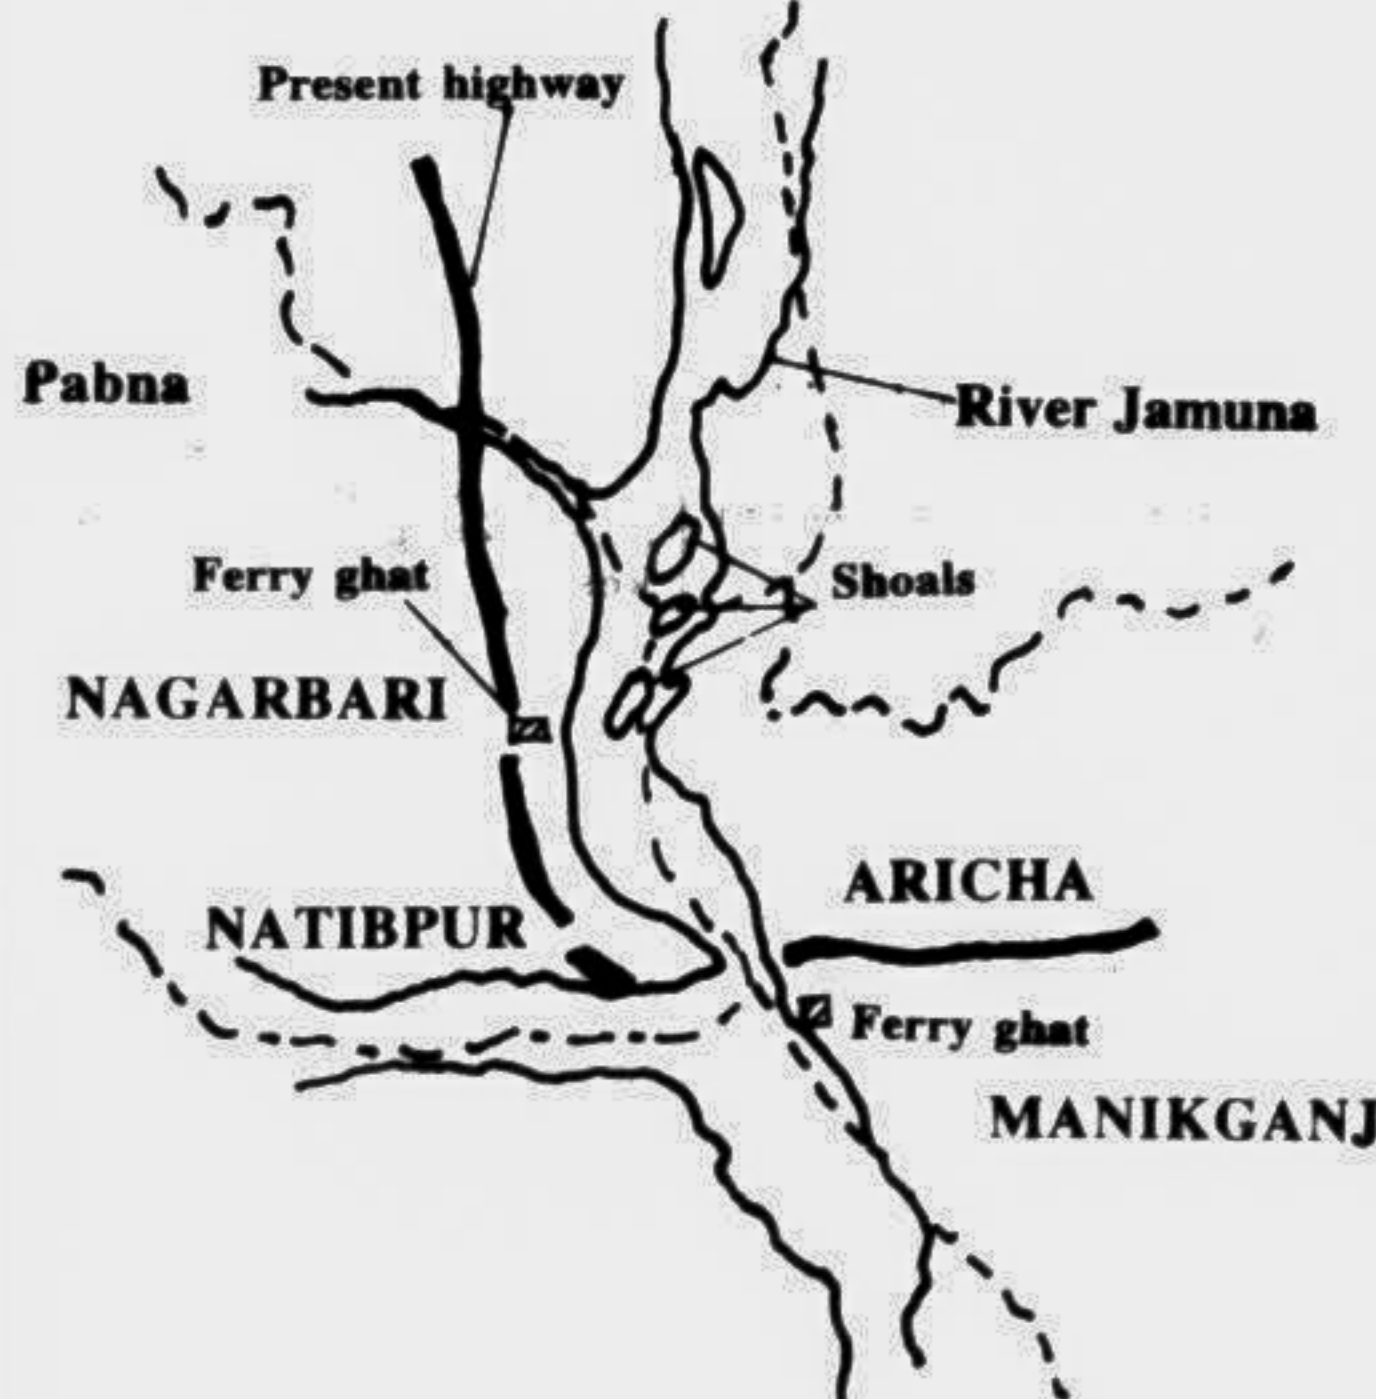 Present highway
Pabna
River Jamuna
Ferry ghat
Shoals
NAGARBARI
ARICHA
NATIBPUR
Ferry ghat
MANIKGANJ